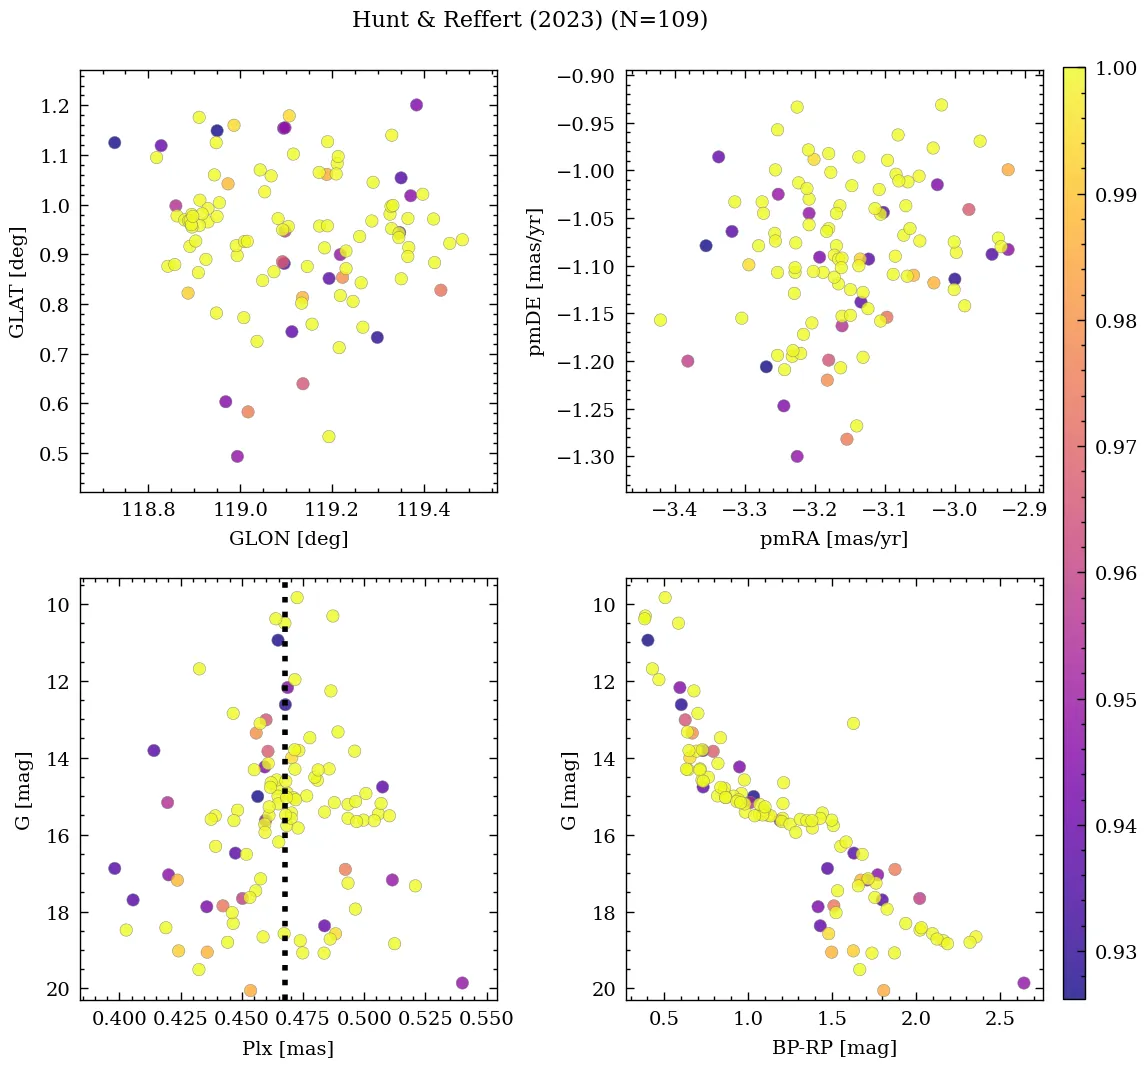 Hunt & Reffert (2023) (N=109)
1.2
1.1
1.0
0.9
0.8
0.7
0.6
0.5
GLAT [deg]
118.8 119.0 119.2 119.4
GLON [deg]
−0.90
−0.95
−1.00
−1.05
−1.10
−1.15
−1.20
−1.25
−1.30
pmDE [mas/yr]
−3.4 −3.3 −3.2 −3.1 −3.0 −2.9
pmRA [mas/yr]
10
12
14
16
18
20
G [mag]
0.400 0.425 0.450 0.475 0.500 0.525 0.550
Plx [mas]
10
12
14
16
18
20
G [mag]
0.5 1.0 1.5 2.0 2.5
BP-RP [mag]
1.00
0.99
0.98
0.97
0.96
0.95
0.94
0.93